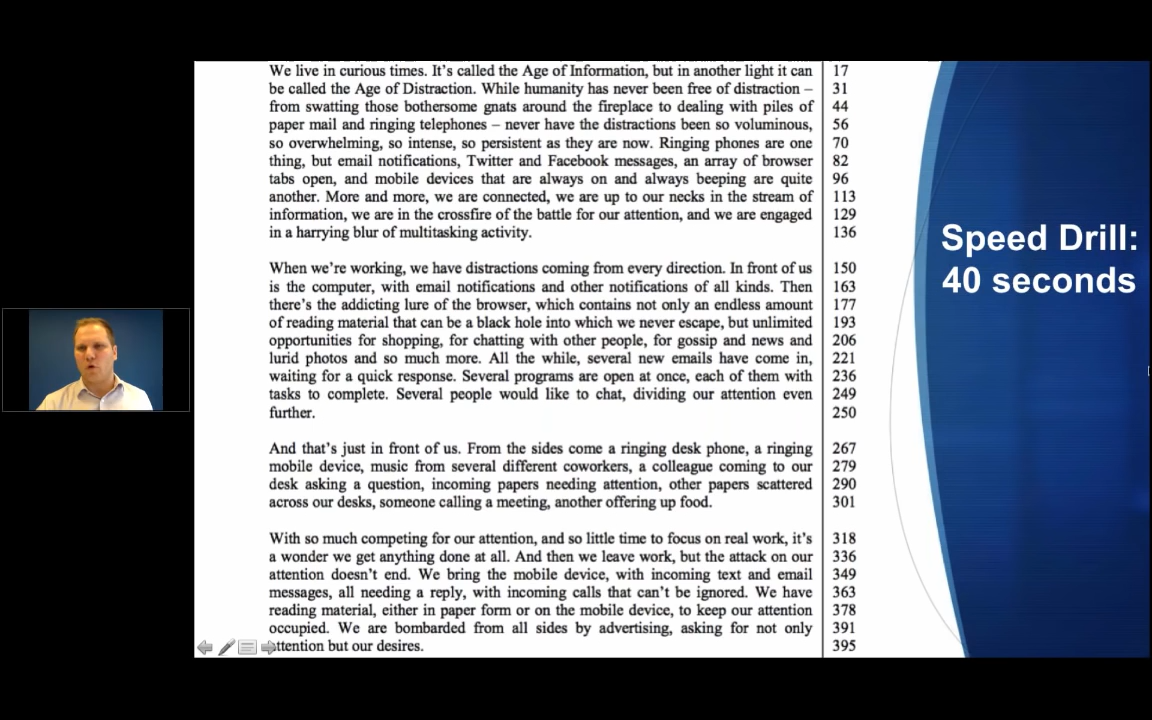 We live in curious times. It's called the Age of Information, but in another light it can 17
be called the Age of Distraction. While humanity has never been free of distraction – 31
from swatting those bothersome gnats around the fireplace to dealing with piles of 44
paper mail and ringing telephones – never have the distractions been so voluminous, 56
so overwhelming, so intense, so persistent as they are now. Ringing phones are one 70
thing, but email notifications, Twitter and Facebook messages, an array of browser 82
tabs open, and mobile devices that are always on and always beeping are quite 96
another. More and more, we are connected, we are up to our necks in the stream of 113
information, we are in the crossfire of the battle for our attention, and we are engaged 129
in a harrying blur of multitasking activity. 136
When we're working, we have distractions coming from every direction. In front of us 150
is the computer, with email notifications and other notifications of all kinds. Then 163
there's the addicting lure of the browser, which contains not only an endless amount 177
of reading material that can be a black hole into which we never escape, but unlimited 193
opportunities for shopping, for chatting with other people, for gossip and news and 206
lurid photos and so much more. All the while, several new emails have come in, 221
waiting for a quick response. Several programs are open at once, each of them with 236
tasks to complete. Several people would like to chat, dividing our attention even 249
further. 250
And that's just in front of us. From the sides come a ringing desk phone, a ringing 267
mobile device, music from several different coworkers, a colleague coming to our 279
desk asking a question, incoming papers needing attention, other papers scattered 290
across our desks, someone calling a meeting, another offering up food. 301
With so much competing for our attention, and so little time to focus on real work, it's 318
a wonder we get anything done at all. And then we leave work, but the attack on our 336
attention doesn't end. We bring the mobile device, with incoming text and email 349
messages, all needing a reply, with incoming calls that can't be ignored. We have 363
reading material, either in paper form or on the mobile device, to keep our attention 378
occupied. We are bombarded from all sides by advertising, asking for not only 391
ttention but our desires. 395
Speed Drill:
40 seconds